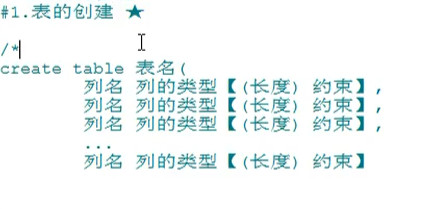 #1.表的创建 ★
/*
create table 表名(
列名 列的类型【(长度) 约束】,
列名 列的类型【(长度) 约束】,
列名 列的类型【(长度) 约束】,
...
列名 列的类型【(长度) 约束】